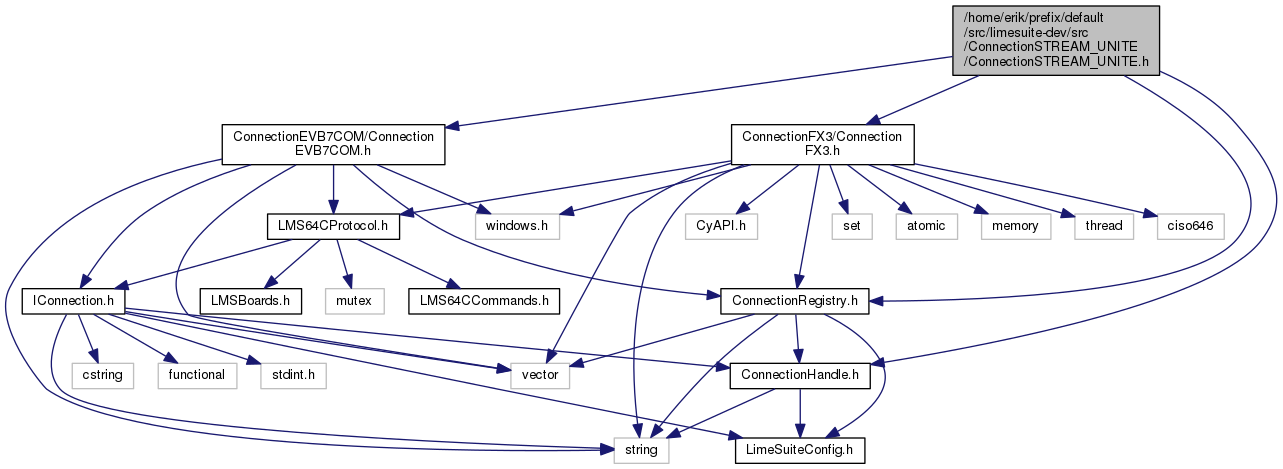 /home/erik/prefix/default
/src/limesuite-dev/src
/ConnectionSTREAM_UNITE
/ConnectionSTREAM_UNITE.h
ConnectionEVB7COM/Connection
EVB7COM.h
ConnectionFX3/Connection
FX3.h
LMS64CProtocol.h
windows.h
CyAPI.h
set
atomic
memory
thread
ciso646
IConnection.h
LMSBoards.h
mutex
LMS64CCommands.h
ConnectionRegistry.h
cstring
functional
stdint.h
vector
ConnectionHandle.h
string
LimeSuiteConfig.h